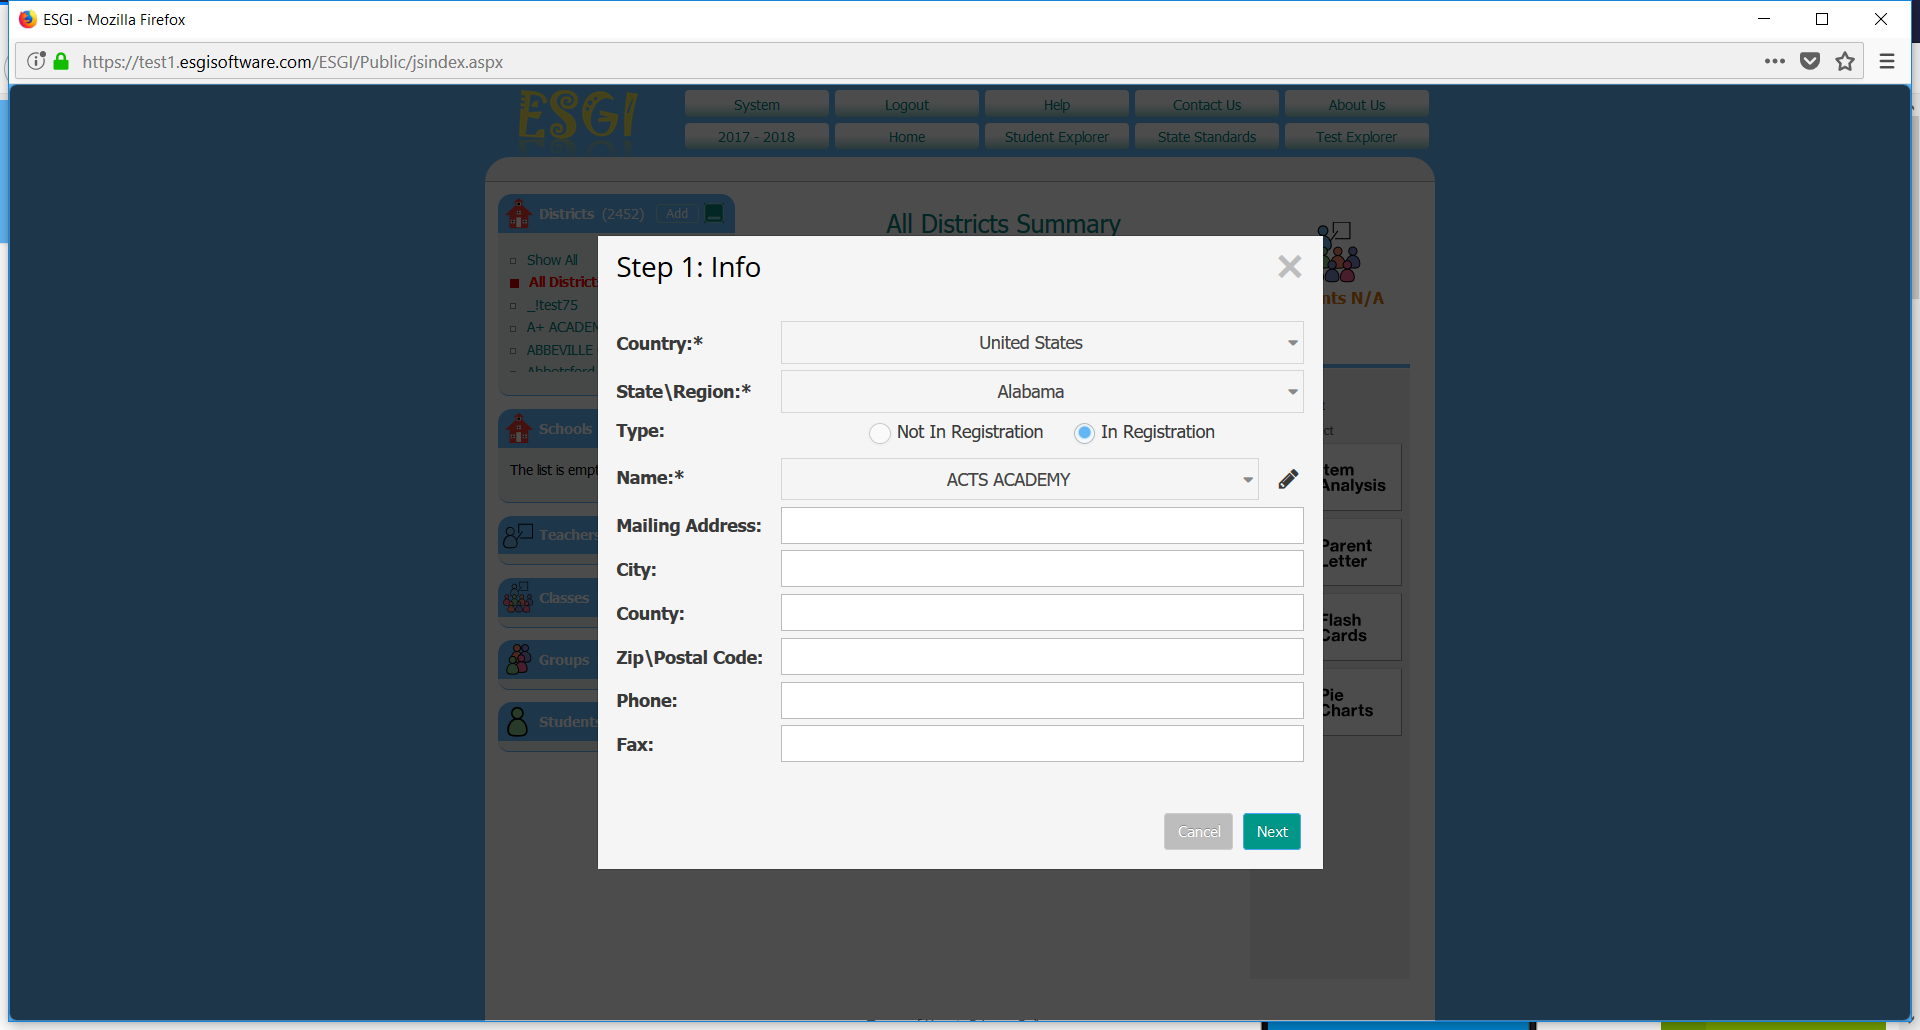 ESGI - Mozilla Firefox
https://test1.esgisoftware.com/ESGI/Public/jsindex.aspx
ESGI
System Logout Help Contact Us About Us
2017 - 2018 Home Student Explorer State Standards Test Explorer
Districts (2452) Add
All Districts Summary
Show All
All District
_!test75
A+ ACADEM
ABBEVILLE
Abbotsford
Schools
The list is empt
Teachers
Classes
Groups
Students
nts N/A
Step 1: Info
Country:* United States
State\Region:* Alabama
Type: Not In Registration In Registration
Name:* ACTS ACADEMY
Mailing Address:
City:
County:
Zip\Postal Code:
Phone:
Fax:
Cancel Next
ct
tem
Analysis
Parent
Letter
Flash
Cards
Pie
Charts